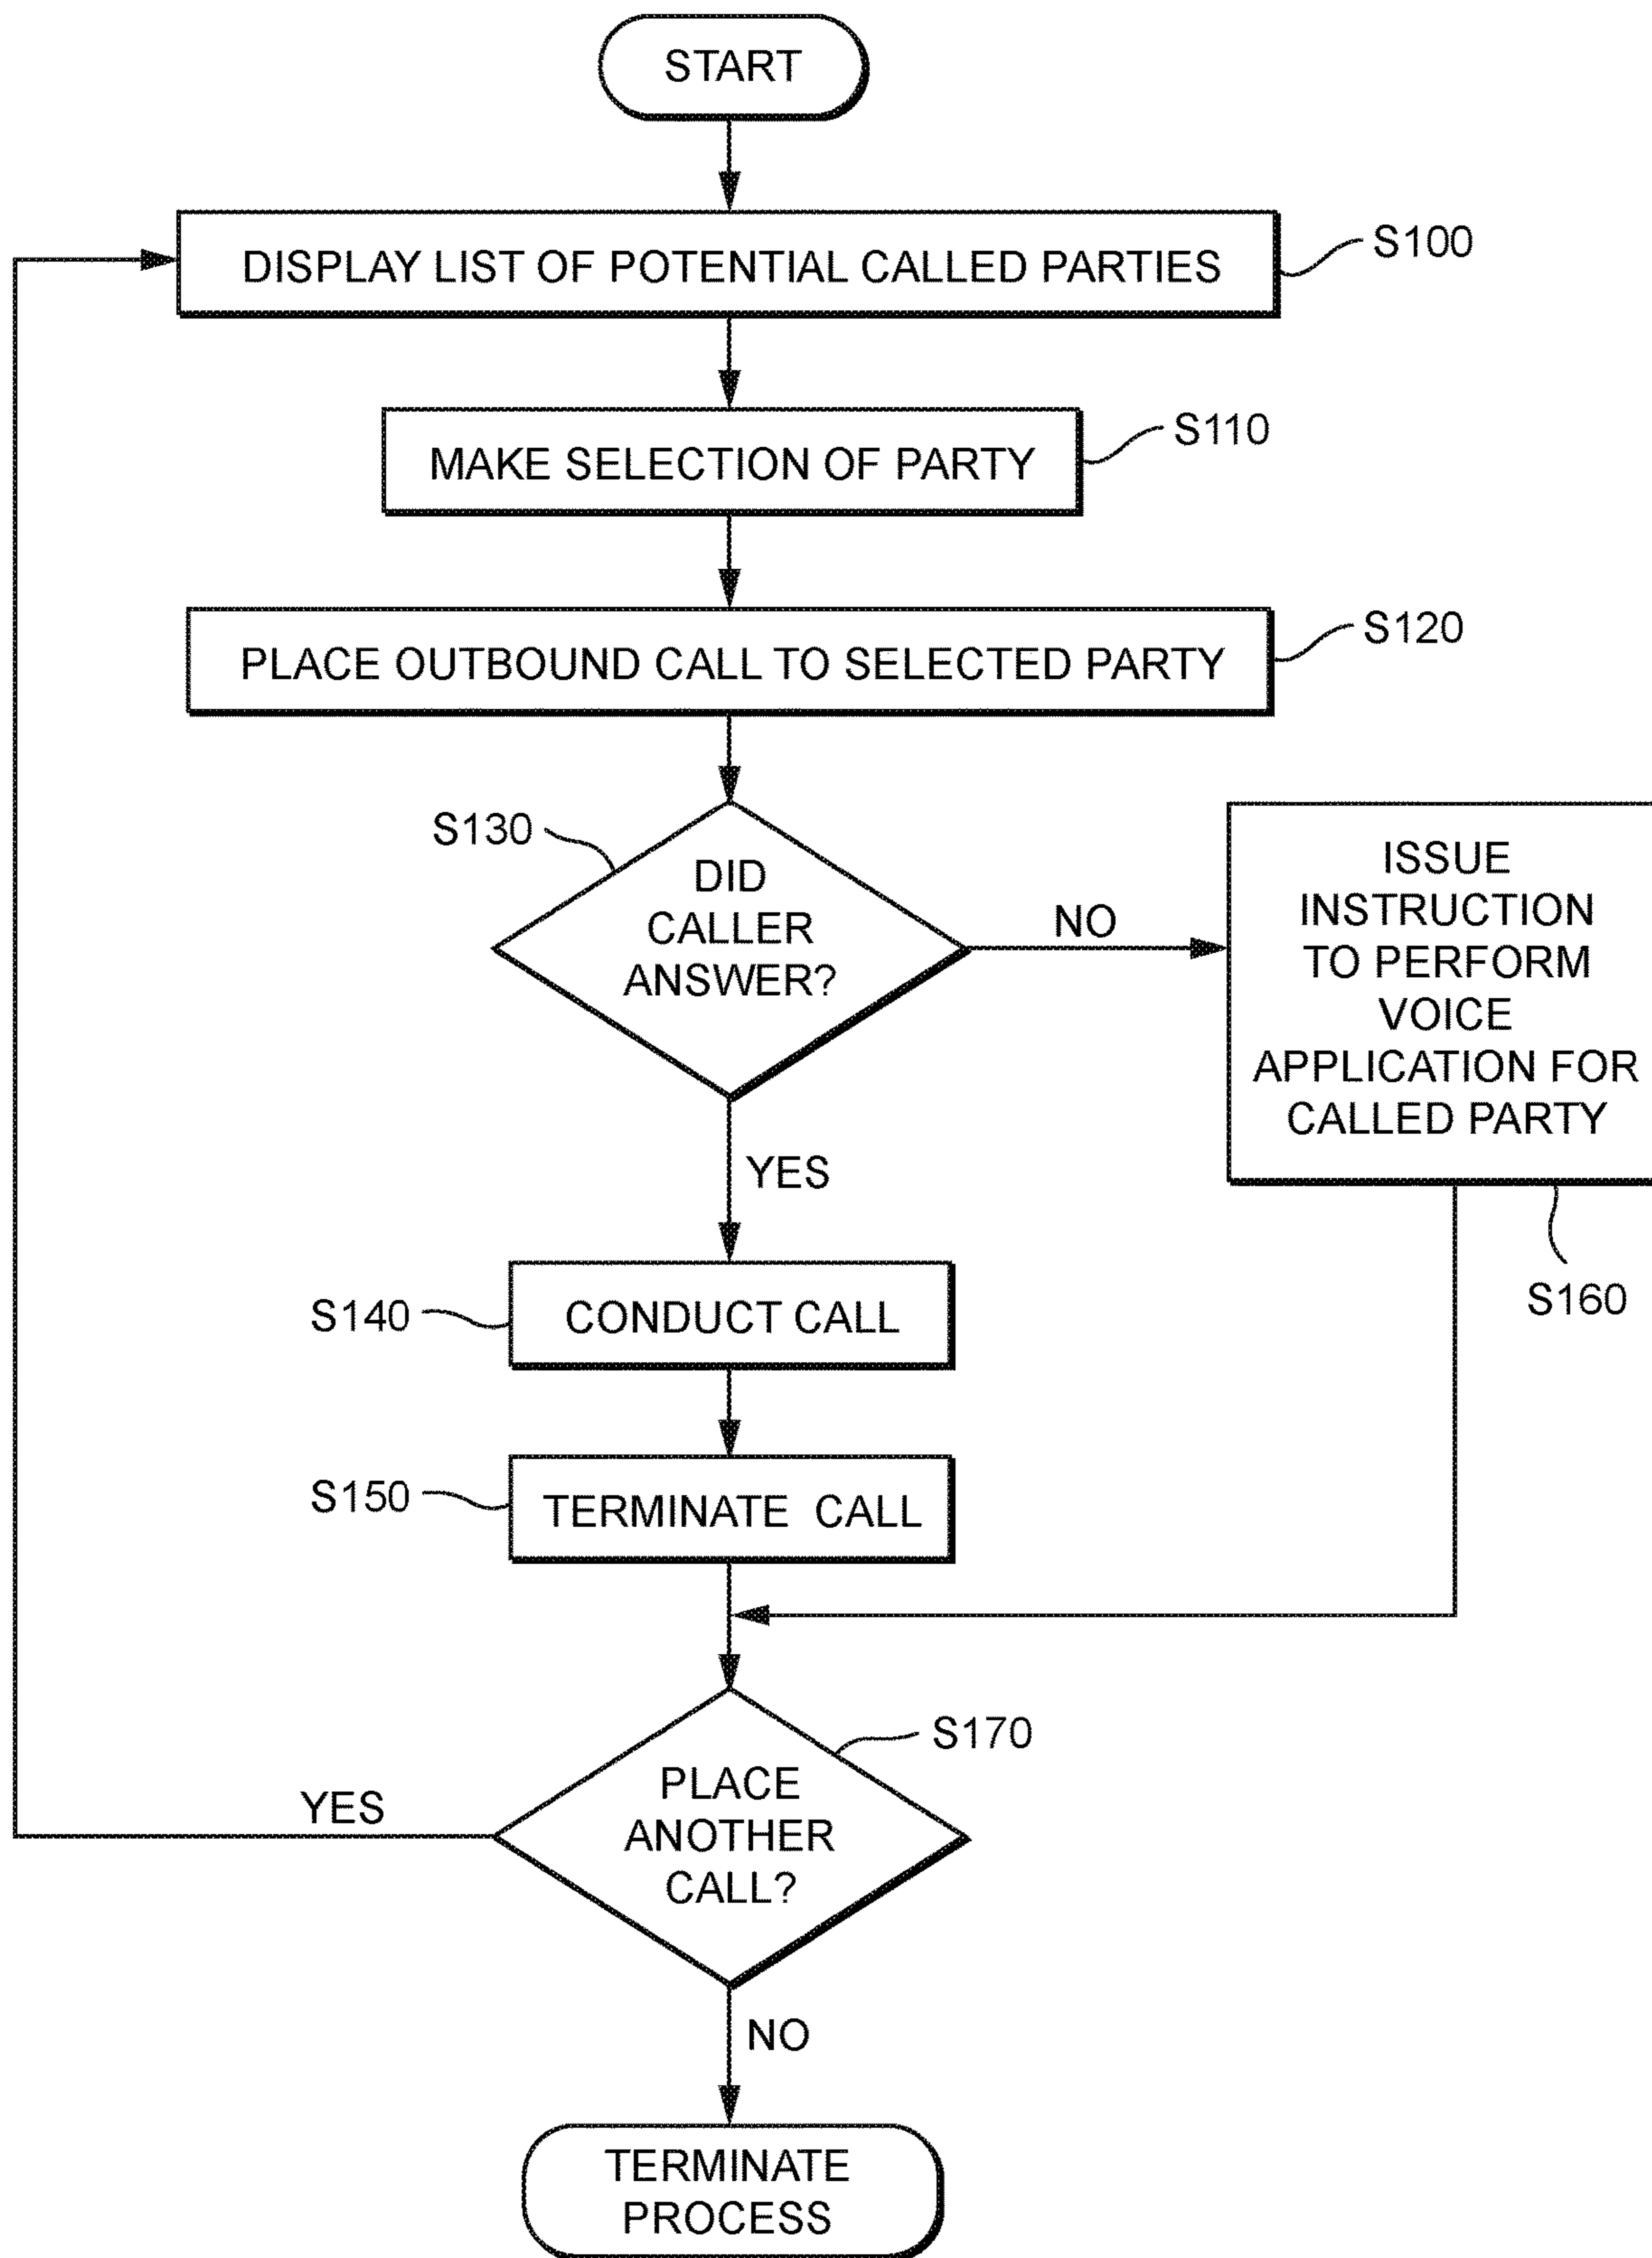 START
DISPLAY LIST OF POTENTIAL CALLED PARTIES
S100
MAKE SELECTION OF PARTY
S110
PLACE OUTBOUND CALL TO SELECTED PARTY
S120
S130
DID
CALLER
ANSWER?
NO
ISSUE
INSTRUCTION
TO PERFORM
VOICE
APPLICATION FOR
CALLED PARTY
S160
YES
S140
CONDUCT CALL
S150
TERMINATE CALL
S170
PLACE
ANOTHER
CALL?
YES
NO
TERMINATE
PROCESS